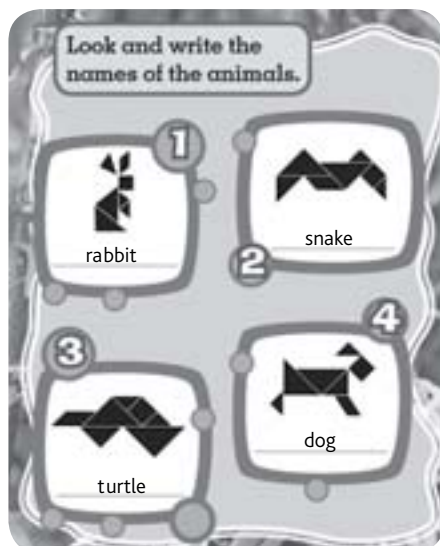 Look and write the
names of the animals.
1
rabbit
snake
2
3
turtle
4
dog